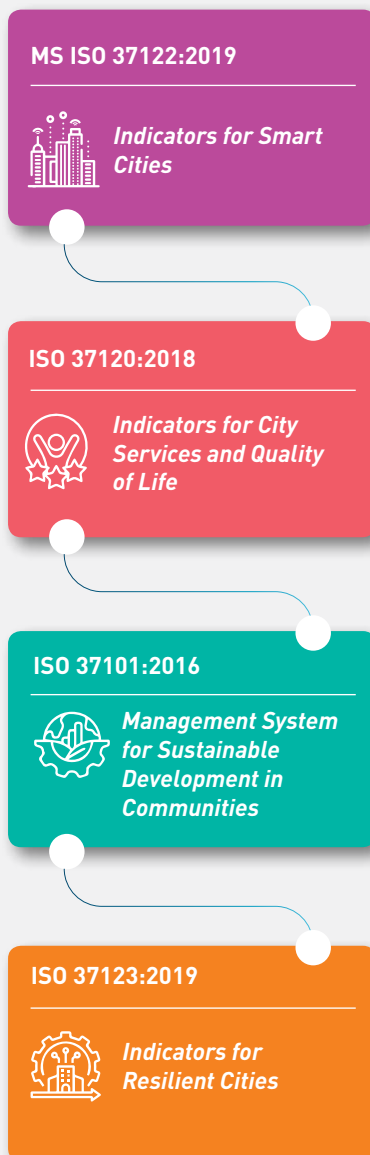 MS ISO 37122:2019
Indicators for Smart
Cities
ISO 37120:2018
Indicators for City
Services and Quality
of Life
ISO 37101:2016
Management System
for Sustainable
Development in
Communities
ISO 37123:2019
Indicators for
Resilient Cities